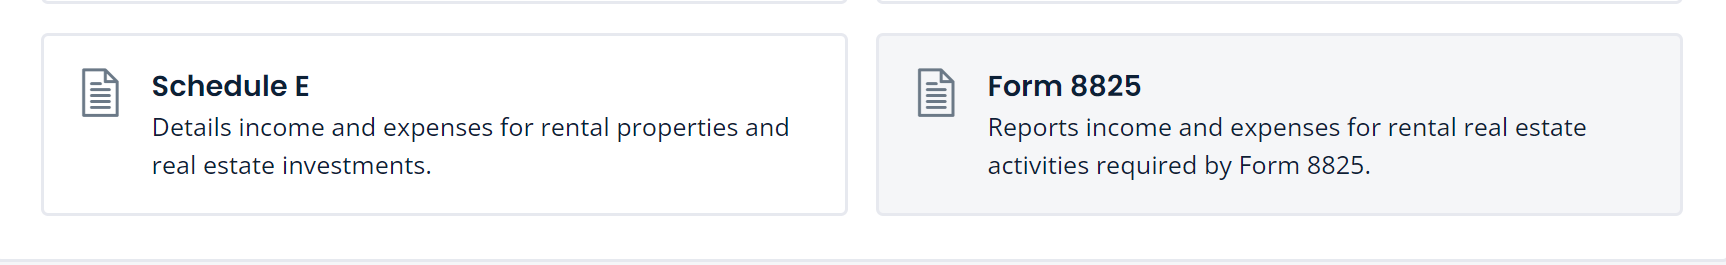 Schedule E
Details income and expenses for rental properties and
real estate investments.
Form 8825
Reports income and expenses for rental real estate
activities required by Form 8825.